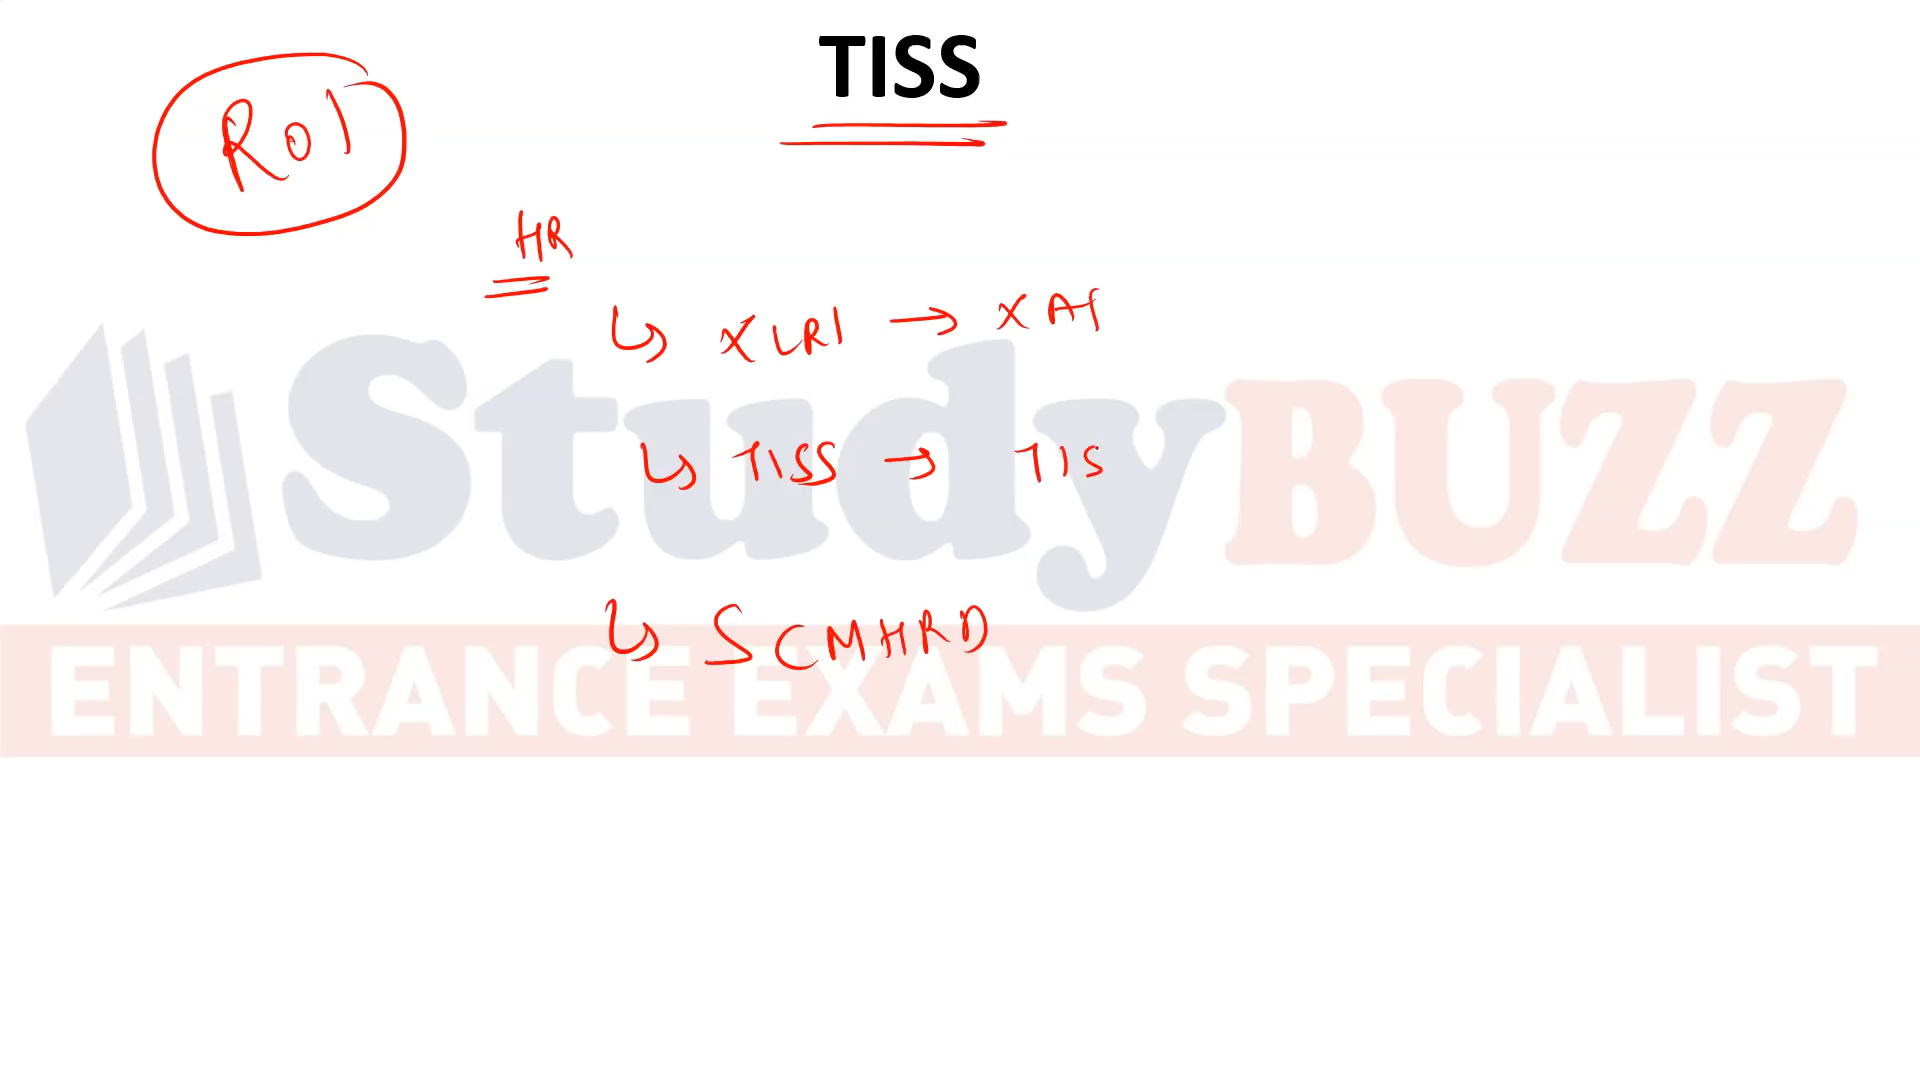 TISS
ROI
HR
↳ XLRI → XAT
↳ TISS → TIS
↳ SCMHRD
StudyBUZZ
ENTRANCE EXAMS SPECIALIST